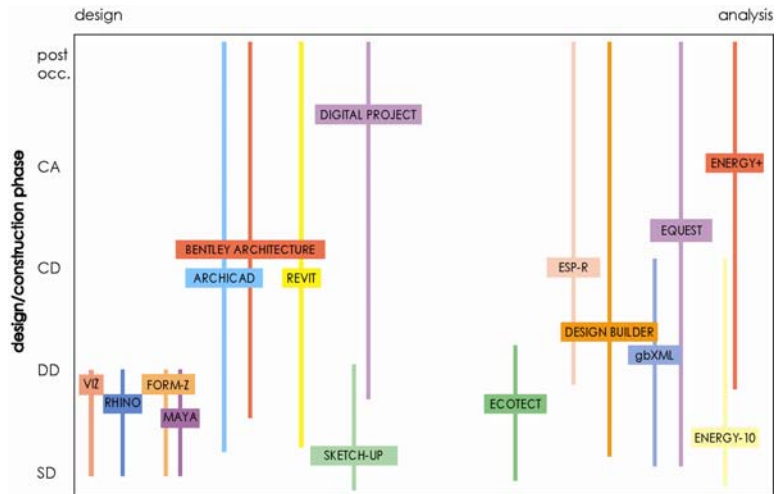 design
analysis
post
occ.
DIGITAL PROJECT
CA
ENERGY+
EQUEST
BENTLEY ARCHITECTURE
CD
ESP-R
ARCHICAD
REVIT
design/construction phase
DESIGN BUILDER
gbXML
DD
VIZ
FORM-Z
RHINO
ECOTECT
MAYA
ENERGY-10
SKETCH-UP
SD